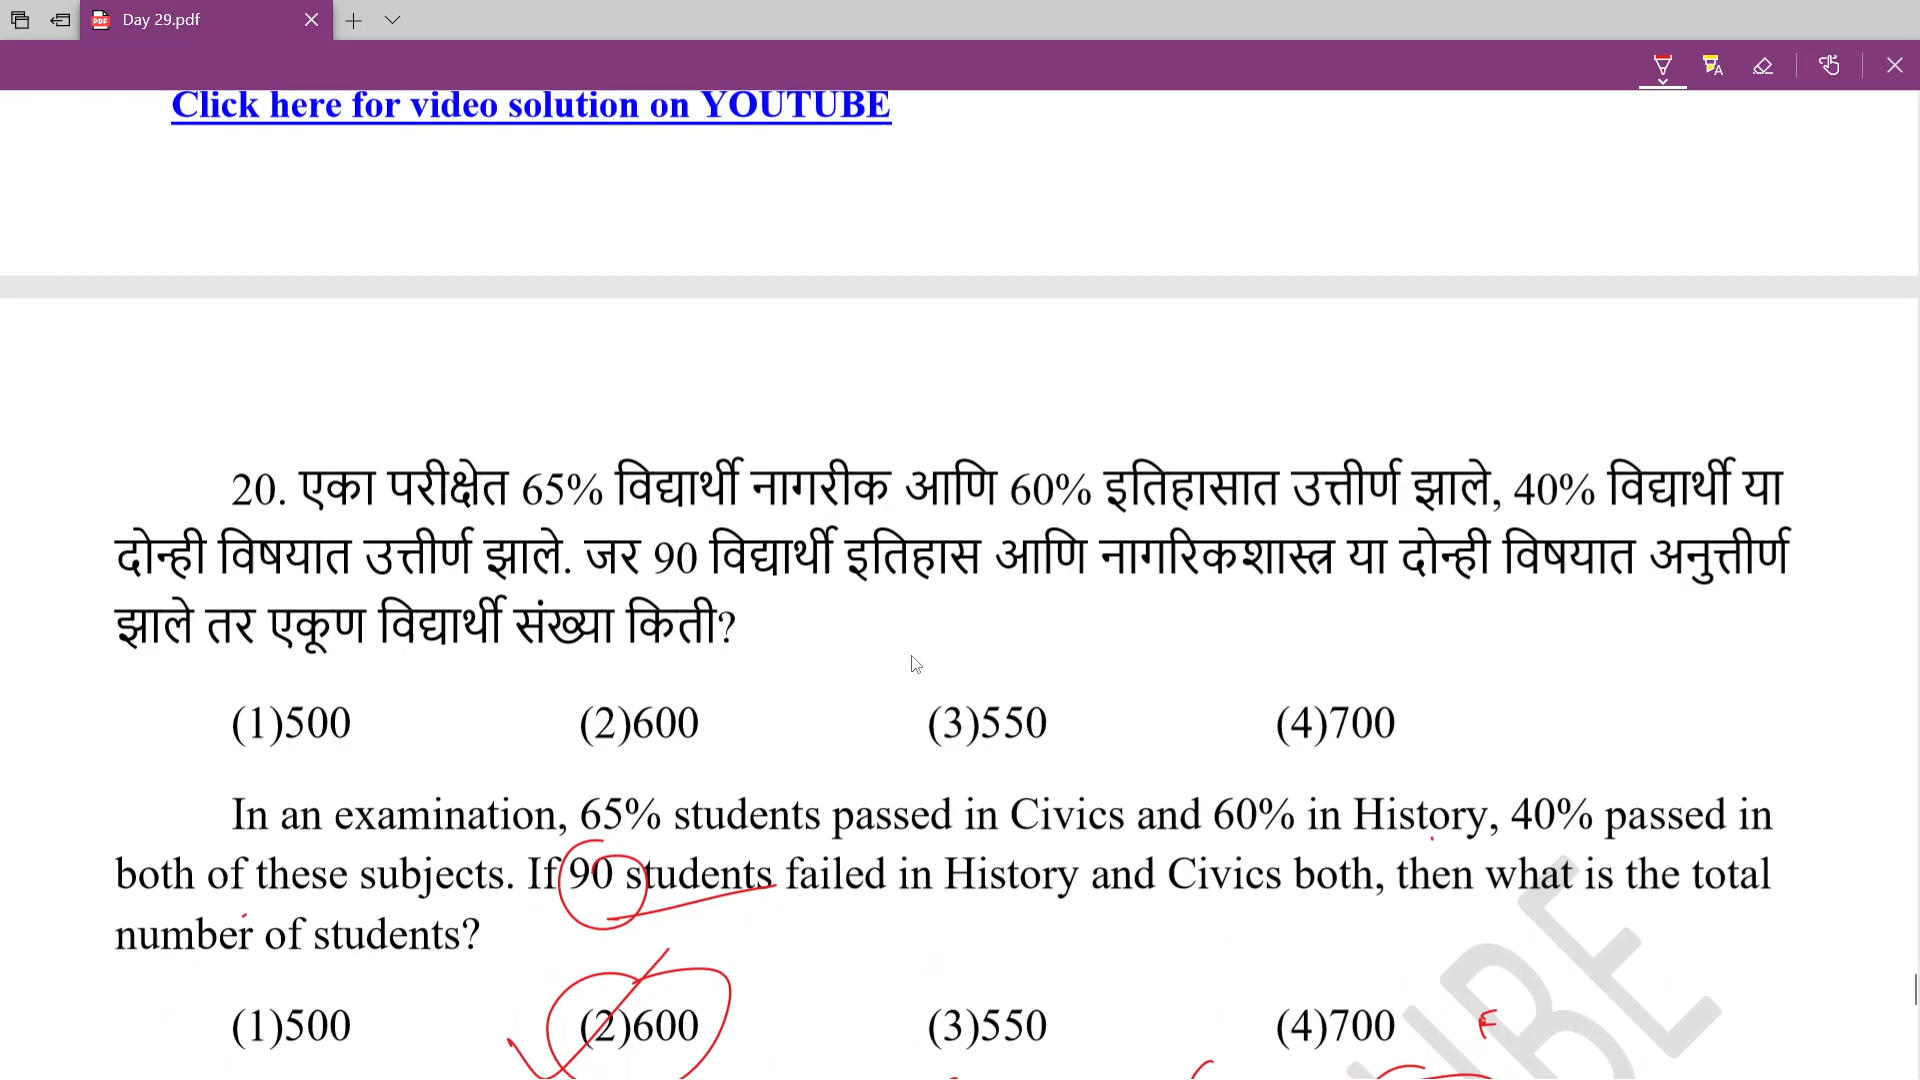 Day 29.pdf
Click here for video solution on YOUTUBE
20. एका परीक्षेत 65% विद्यार्थी नागरीक आणि 60% इतिहासात उत्तीर्ण झाले, 40% विद्यार्थी या
दोन्ही विषयात उत्तीर्ण झाले. जर 90 विद्यार्थी इतिहास आणि नागरिकशास्त्र या दोन्ही विषयात अनुत्तीर्ण
झाले तर एकूण विद्यार्थी संख्या किती?
(1)500 (2)600 (3)550 (4)700
In an examination, 65% students passed in Civics and 60% in History, 40% passed in
both of these subjects. If 90 students failed in History and Civics both, then what is the total
number of students?
(1)500 (2)600 (3)550 (4)700